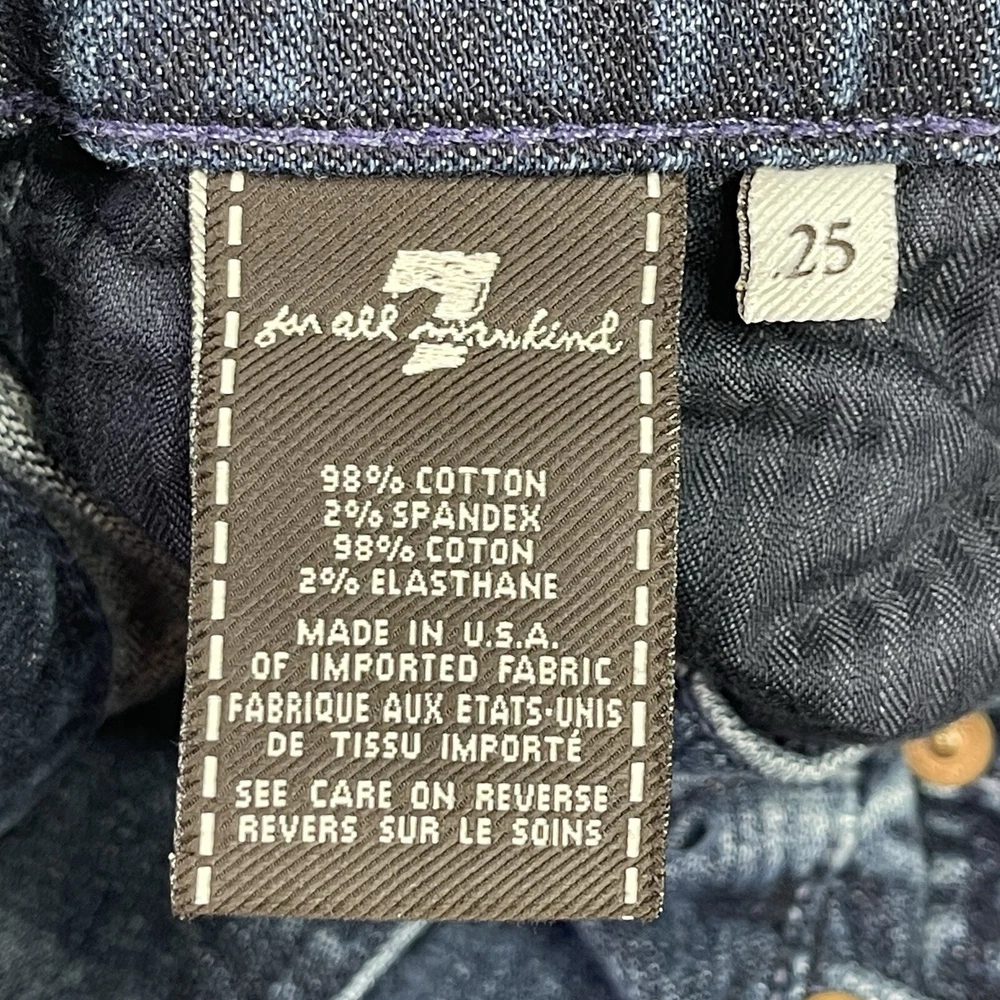 7
for all mankind
98% COTTON
2% SPANDEX
98% COTON
2% ELASTHANE
MADE IN U.S.A.
OF IMPORTED FABRIC
FABRIQUE AUX ETATS-UNIS
DE TISSU IMPORTÉ
SEE CARE ON REVERSE
REVERS SUR LE SOINS
25